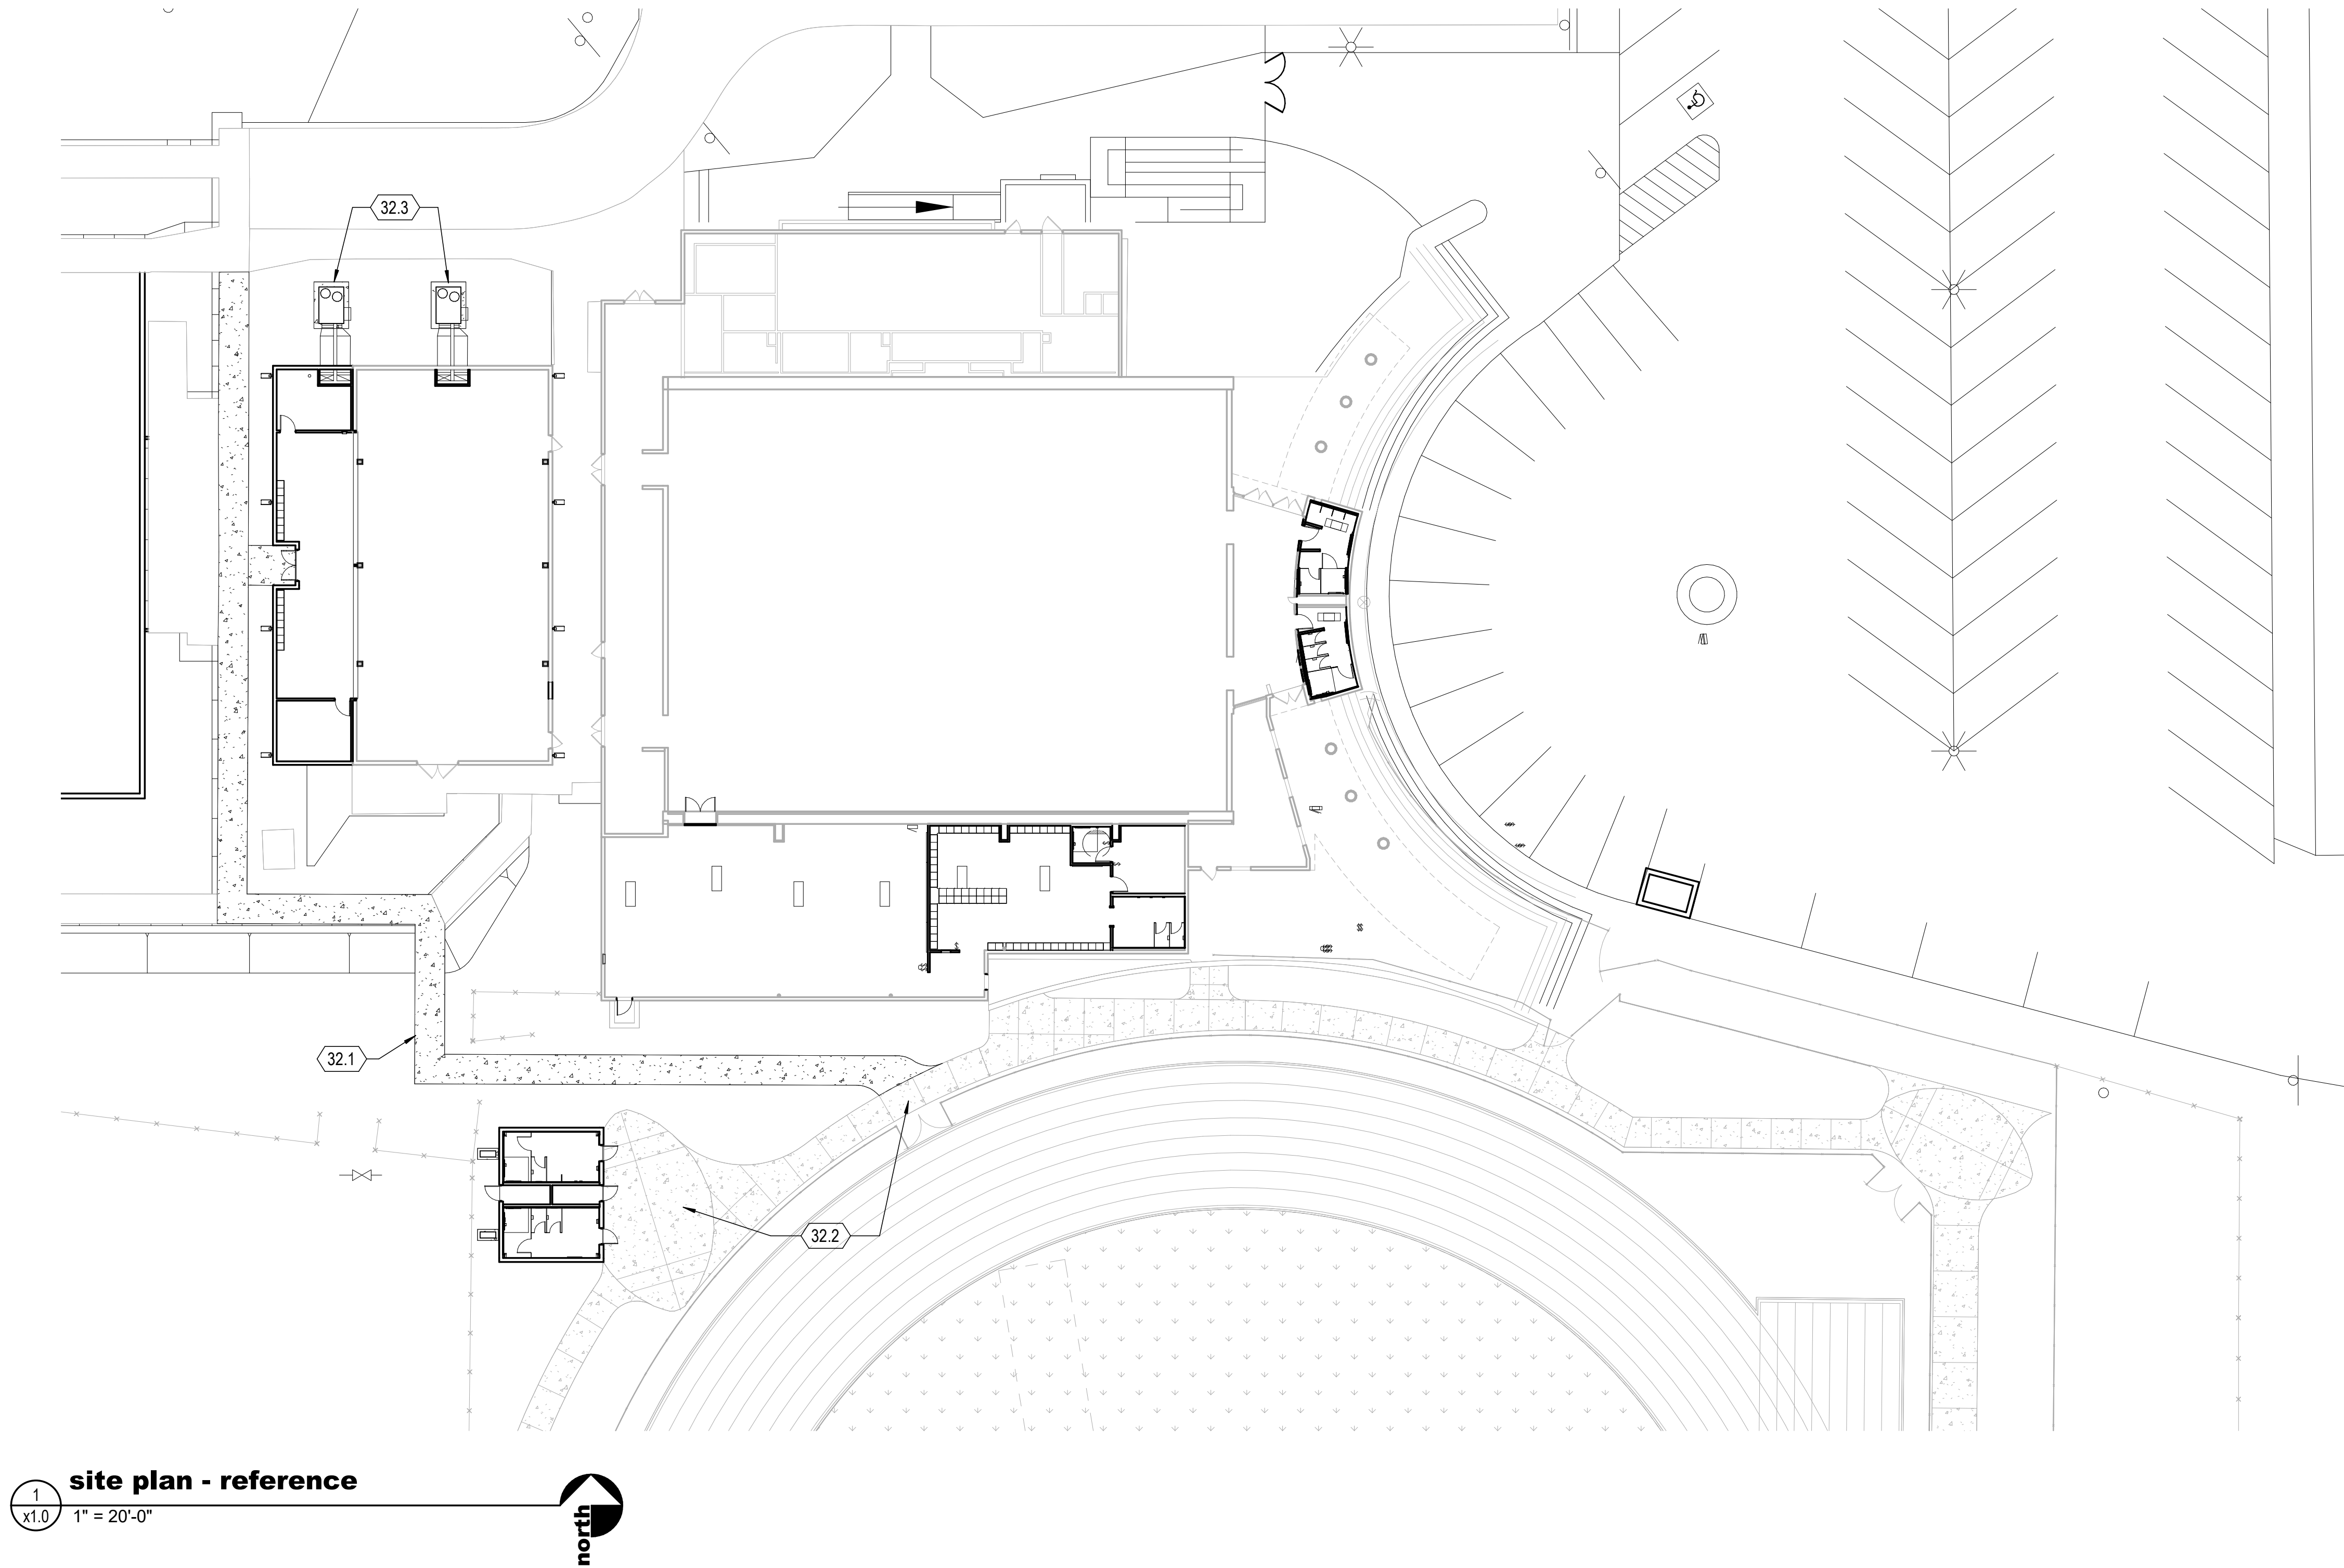 32.3
32.1
32.2
1
x1.0
site plan - reference
1" = 20'-0"
north